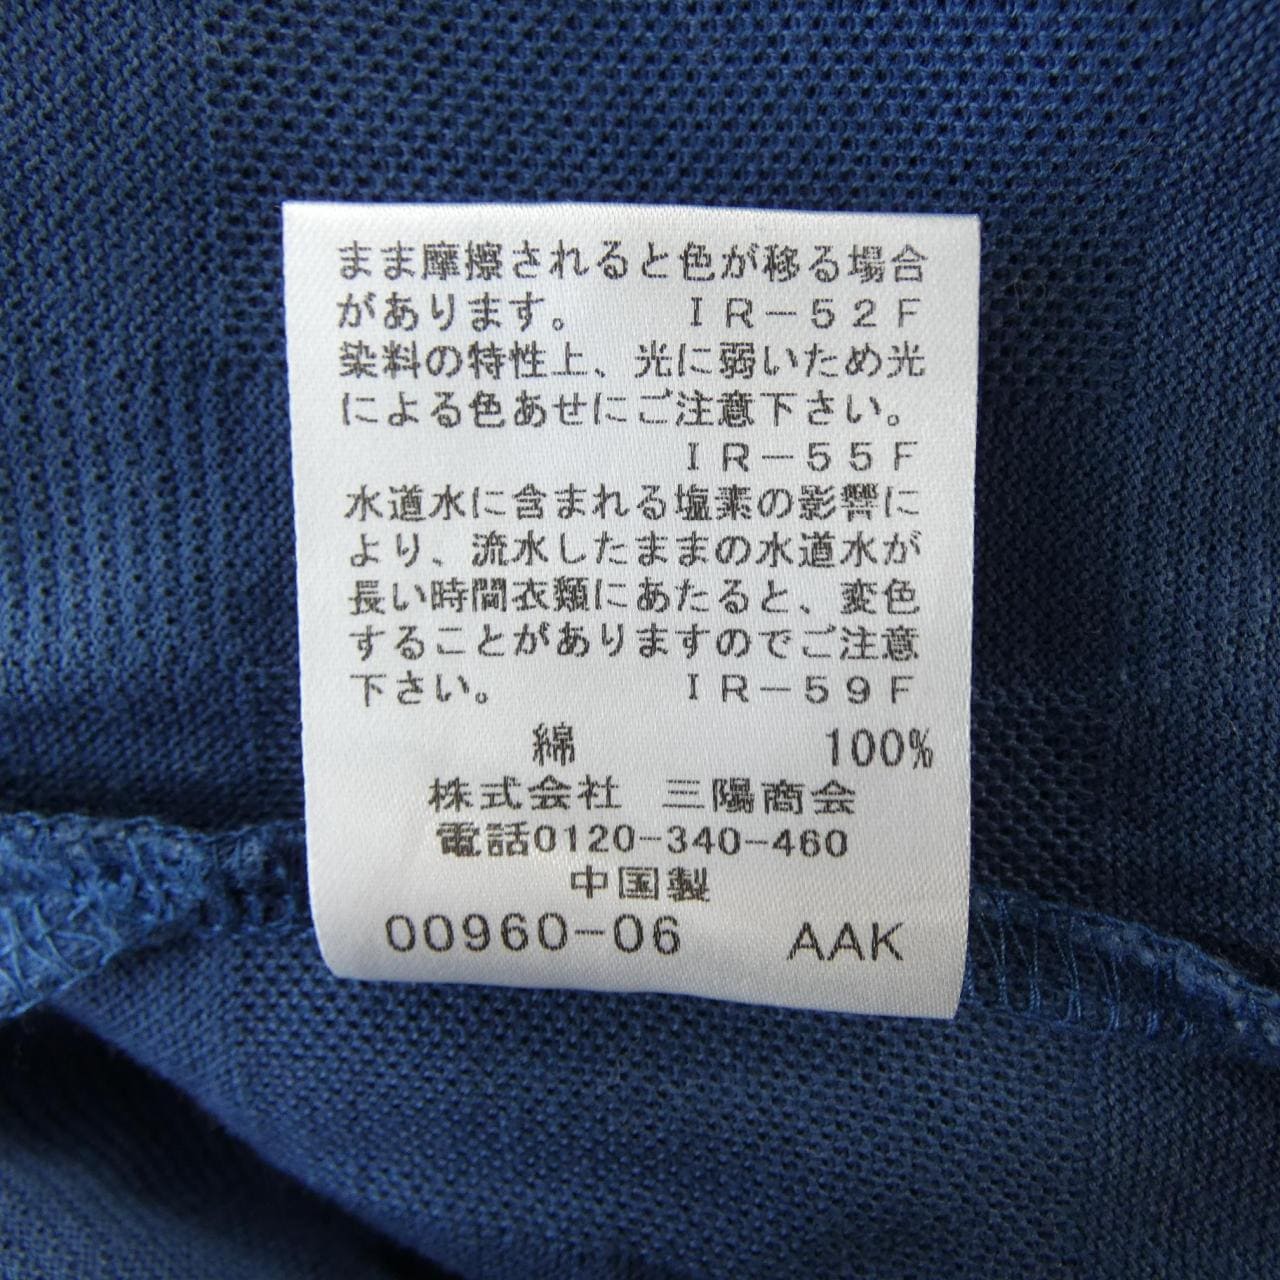 まま摩擦されると色が移る場合
があります。 IR-52F
染料の特性上、光に弱いため光
による色あせにご注意下さい。
IR-55F
水道水に含まれる塩素の影響に
より、流水したままの水道水が
長い時間衣類にあたると、変色
することがありますのでご注意
下さい。 IR-59F
綿 100%
株式会社 三陽商会
電話0120-340-460
中国製
00960-06 AAK